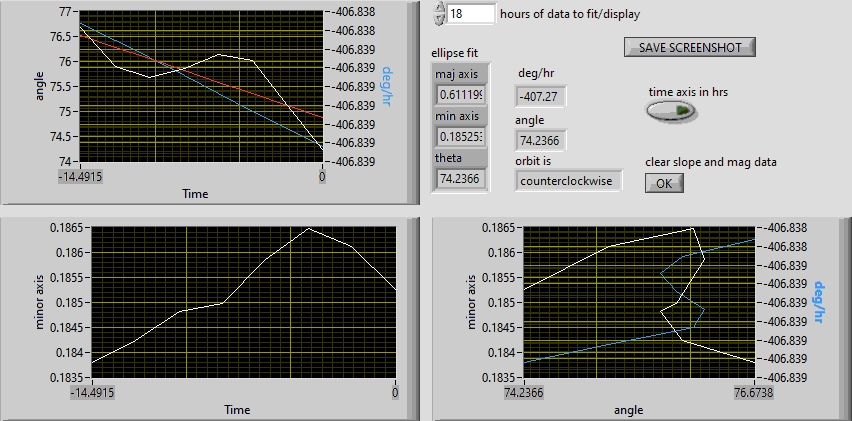 77
76.5
76
75.5
75
74.5
74
angle
-406.838
-406.838
-406.839
-406.839
-406.839
-406.839
-406.839
-406.839
-406.839
deg/hr
-14.4915
0
Time
18 hours of data to fit/display
SAVE SCREENSHOT
ellipse fit
maj axis
0.61119
min axis
0.18525
theta
74.2366
deg/hr
-407.27
angle
74.2366
orbit is
counterclockwise
time axis in hrs
clear slope and mag data
OK
0.1865
0.186
0.1855
0.185
0.1845
0.184
0.1835
minor axis
-14.4915
0
Time
0.1865
0.186
0.1855
0.185
0.1845
0.184
0.1835
minor axis
-406.838
-406.838
-406.839
-406.839
-406.839
-406.839
-406.839
-406.839
-406.839
deg/hr
74.2366
76.6738
angle